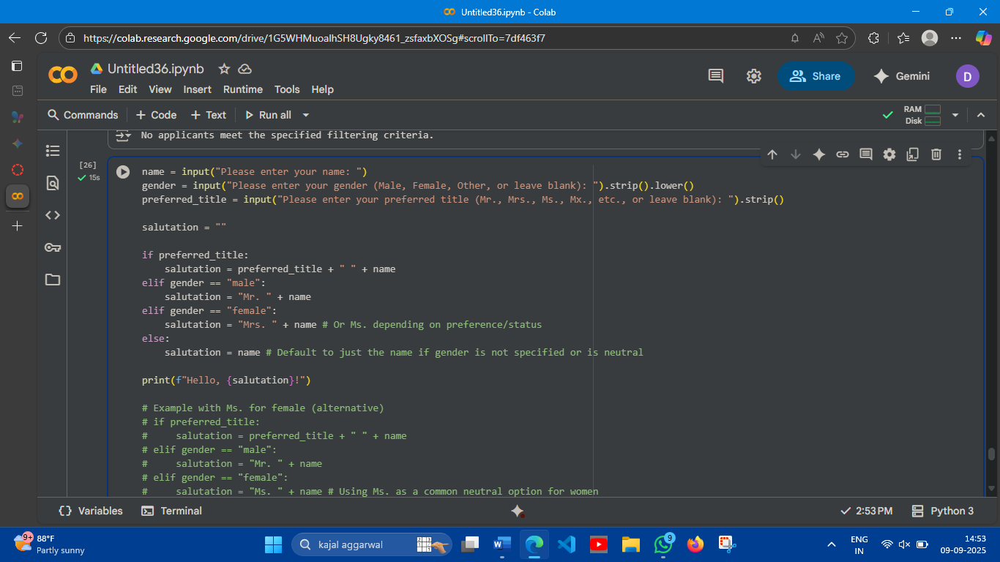 Untitled36.ipynb - Colab
https://colab.research.google.com/drive/1G5WHMuoaIhSH8Ugky8461_zsfaxbXOSg#scrollTo=7df463f7
Untitled36.ipynb
File Edit View Insert Runtime Tools Help
Share
Gemini
D
Commands + Code + Text Run all
RAM
Disk
No applicants meet the specified filtering criteria.
[26]
15s
name = input("Please enter your name: ")
gender = input("Please enter your gender (Male, Female, Other, or leave blank): ").strip().lower()
preferred_title = input("Please enter your preferred title (Mr., Mrs., Ms., Mx., etc., or leave blank): ").strip()
salutation = ""
if preferred_title:
    salutation = preferred_title + " " + name
elif gender == "male":
    salutation = "Mr. " + name
elif gender == "female":
    salutation = "Mrs. " + name # Or Ms. depending on preference/status
else:
    salutation = name # Default to just the name if gender is not specified or is neutral
print(f"Hello, {salutation}!")
# Example with Ms. for female (alternative)
# if preferred_title:
#     salutation = preferred_title + " " + name
# elif gender == "male":
#     salutation = "Mr. " + name
# elif gender == "female":
#     salutation = "Ms. " + name # Using Ms. as a common neutral option for women
Variables Terminal
2:53 PM Python 3
9+
88°F
Partly sunny
kajal aggarwal
9
ENG
IN
14:53
09-09-2025